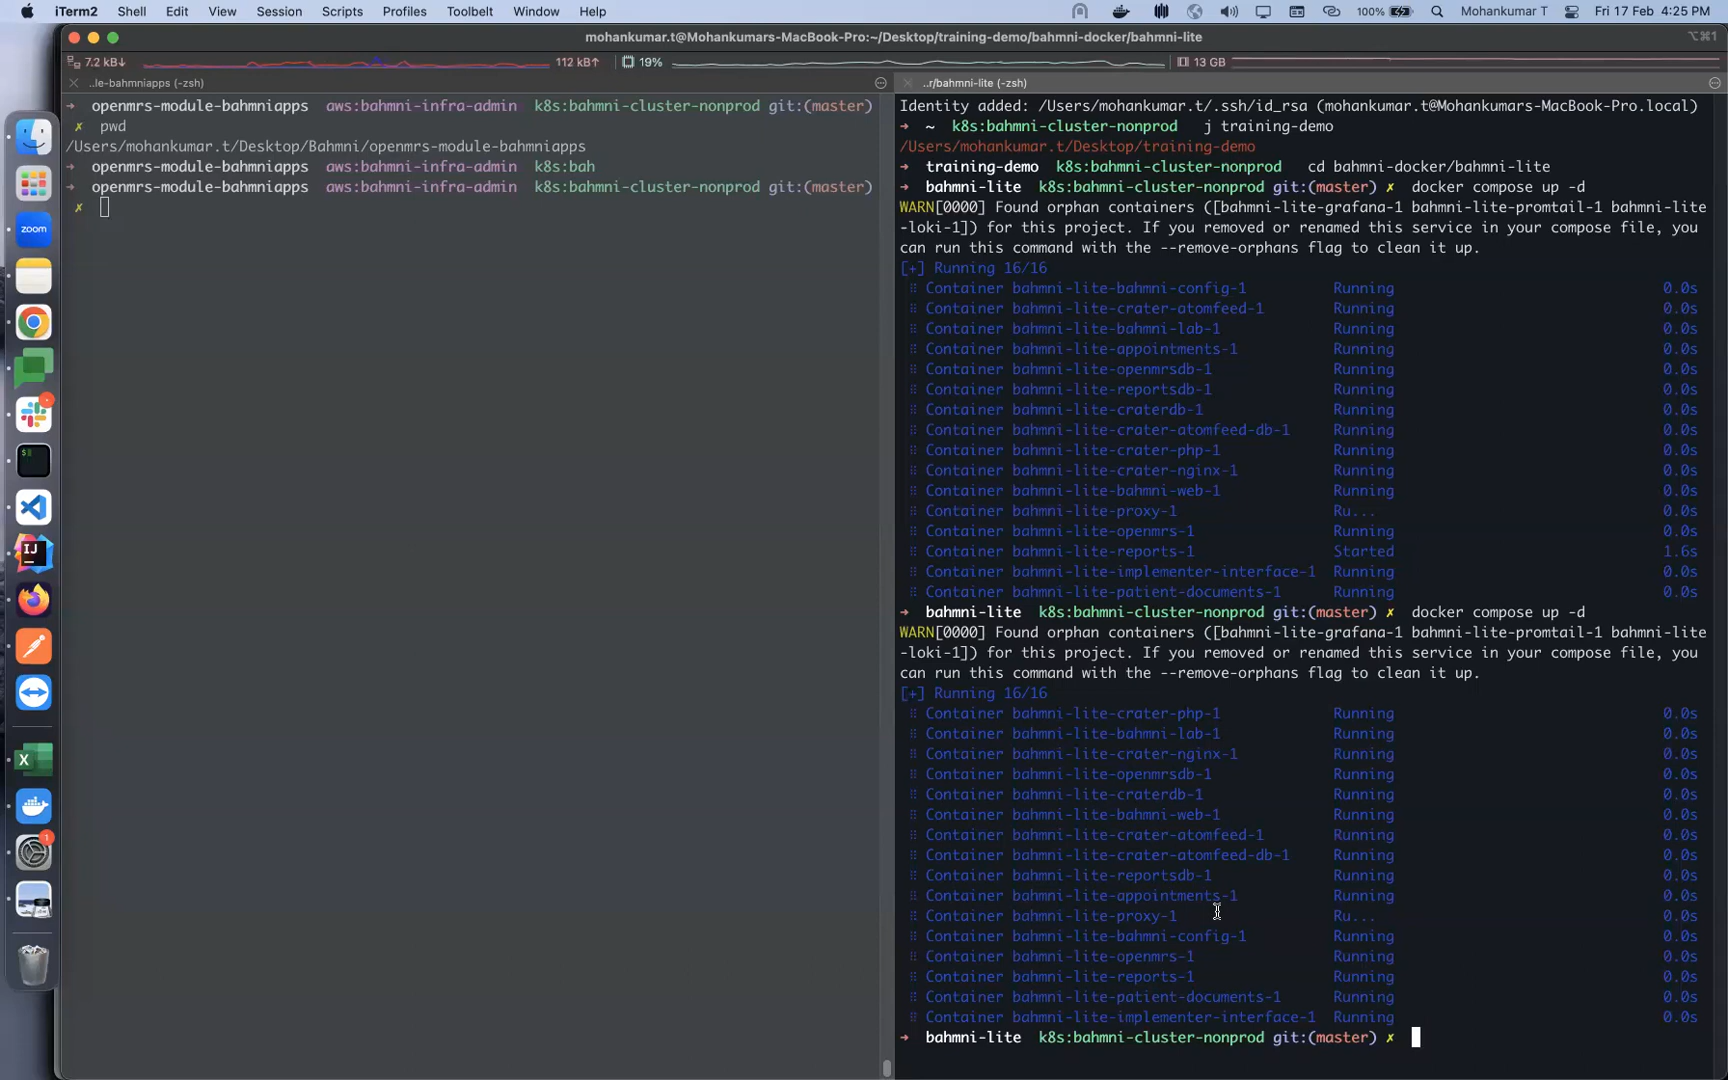 iTerm2 Shell Edit View Session Scripts Profiles Toolbelt Window Help 100% Mohankumar T Fri 17 Feb 4:25 PM
mohankumar.t@Mohankumars-MacBook-Pro:~/Desktop/training-demo/bahmni-docker/bahmni-lite ⌥⌘1
7.2 kB↓ 112 kB↑ 19% 13 GB
..le-bahmniapps (-zsh)
➜ openmrs-module-bahmniapps aws:bahmni-infra-admin k8s:bahmni-cluster-nonprod git:(master)
✗ pwd
/Users/mohankumar.t/Desktop/Bahmni/openmrs-module-bahmniapps
➜ openmrs-module-bahmniapps aws:bahmni-infra-admin k8s:bah
➜ openmrs-module-bahmniapps aws:bahmni-infra-admin k8s:bahmni-cluster-nonprod git:(master)
✗
zoom
IJ
X
1
..r/bahmni-lite (-zsh)
Identity added: /Users/mohankumar.t/.ssh/id_rsa (mohankumar.t@Mohankumars-MacBook-Pro.local)
➜ ~ k8s:bahmni-cluster-nonprod j training-demo
/Users/mohankumar.t/Desktop/training-demo
➜ training-demo k8s:bahmni-cluster-nonprod cd bahmni-docker/bahmni-lite
➜ bahmni-lite k8s:bahmni-cluster-nonprod git:(master) ✗ docker compose up -d
WARN[0000] Found orphan containers ([bahmni-lite-grafana-1 bahmni-lite-promtail-1 bahmni-lite
-loki-1]) for this project. If you removed or renamed this service in your compose file, you
can run this command with the --remove-orphans flag to clean it up.
[+] Running 16/16
⠿ Container bahmni-lite-bahmni-config-1 Running 0.0s
⠿ Container bahmni-lite-crater-atomfeed-1 Running 0.0s
⠿ Container bahmni-lite-bahmni-lab-1 Running 0.0s
⠿ Container bahmni-lite-appointments-1 Running 0.0s
⠿ Container bahmni-lite-openmrsdb-1 Running 0.0s
⠿ Container bahmni-lite-reportsdb-1 Running 0.0s
⠿ Container bahmni-lite-craterdb-1 Running 0.0s
⠿ Container bahmni-lite-crater-atomfeed-db-1 Running 0.0s
⠿ Container bahmni-lite-crater-php-1 Running 0.0s
⠿ Container bahmni-lite-crater-nginx-1 Running 0.0s
⠿ Container bahmni-lite-bahmni-web-1 Running 0.0s
⠿ Container bahmni-lite-proxy-1 Ru... 0.0s
⠿ Container bahmni-lite-openmrs-1 Running 0.0s
⠿ Container bahmni-lite-reports-1 Started 1.6s
⠿ Container bahmni-lite-implementer-interface-1 Running 0.0s
⠿ Container bahmni-lite-patient-documents-1 Running 0.0s
➜ bahmni-lite k8s:bahmni-cluster-nonprod git:(master) ✗ docker compose up -d
WARN[0000] Found orphan containers ([bahmni-lite-grafana-1 bahmni-lite-promtail-1 bahmni-lite
-loki-1]) for this project. If you removed or renamed this service in your compose file, you
can run this command with the --remove-orphans flag to clean it up.
[+] Running 16/16
⠿ Container bahmni-lite-crater-php-1 Running 0.0s
⠿ Container bahmni-lite-bahmni-lab-1 Running 0.0s
⠿ Container bahmni-lite-crater-nginx-1 Running 0.0s
⠿ Container bahmni-lite-openmrsdb-1 Running 0.0s
⠿ Container bahmni-lite-craterdb-1 Running 0.0s
⠿ Container bahmni-lite-bahmni-web-1 Running 0.0s
⠿ Container bahmni-lite-crater-atomfeed-1 Running 0.0s
⠿ Container bahmni-lite-crater-atomfeed-db-1 Running 0.0s
⠿ Container bahmni-lite-reportsdb-1 Running 0.0s
⠿ Container bahmni-lite-appointments-1 Running 0.0s
⠿ Container bahmni-lite-proxy-1 Ru... 0.0s
⠿ Container bahmni-lite-bahmni-config-1 Running 0.0s
⠿ Container bahmni-lite-openmrs-1 Running 0.0s
⠿ Container bahmni-lite-reports-1 Running 0.0s
⠿ Container bahmni-lite-patient-documents-1 Running 0.0s
⠿ Container bahmni-lite-implementer-interface-1 Running 0.0s
➜ bahmni-lite k8s:bahmni-cluster-nonprod git:(master) ✗